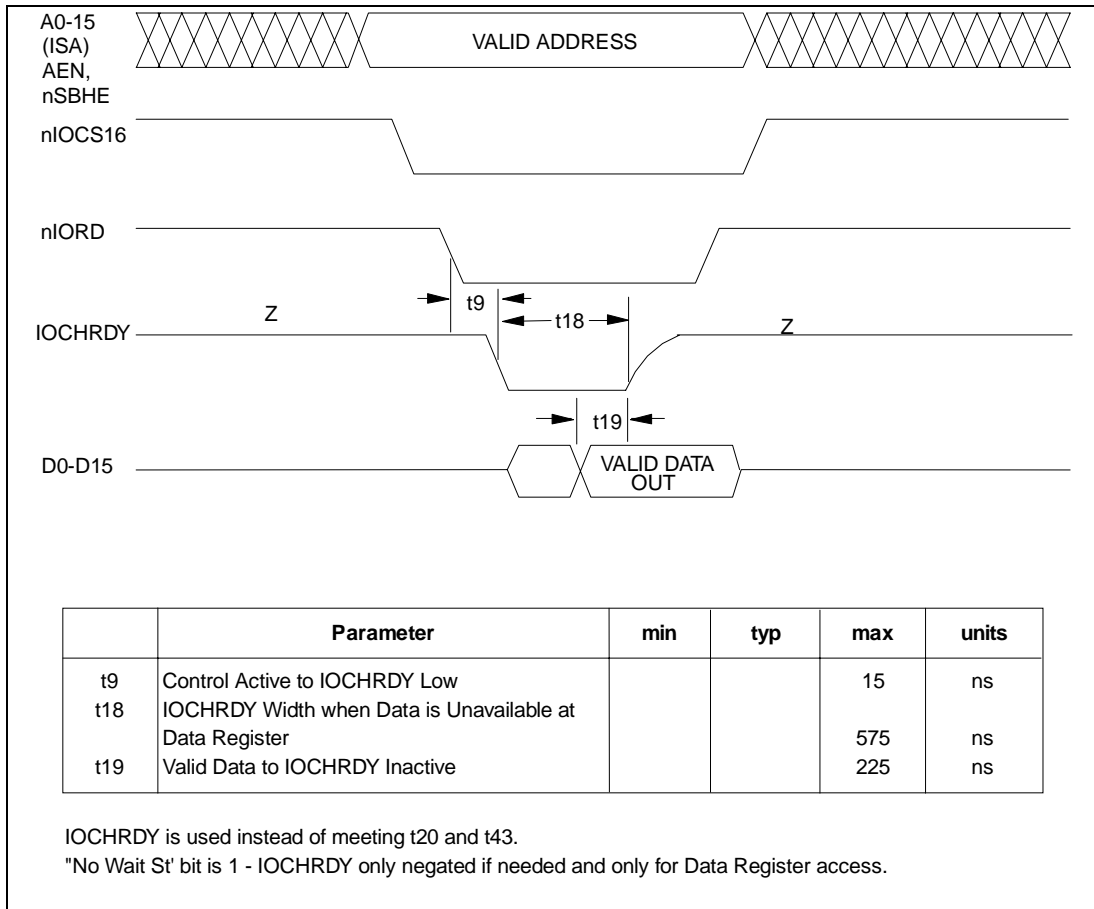 A0-15
(ISA)
AEN,
nSBHE
VALID ADDRESS
nIOCS16
nIORD
t9
Z
t18
Z
IOCHRDY
t19
D0-D15
VALID DATA
OUT
Parameter min typ max units
t9 Control Active to IOCHRDY Low 15 ns
t18 IOCHRDY Width when Data is Unavailable at
Data Register 575 ns
t19 Valid Data to IOCHRDY Inactive 225 ns
IOCHRDY is used instead of meeting t20 and t43.
"No Wait St' bit is 1 - IOCHRDY only negated if needed and only for Data Register access.